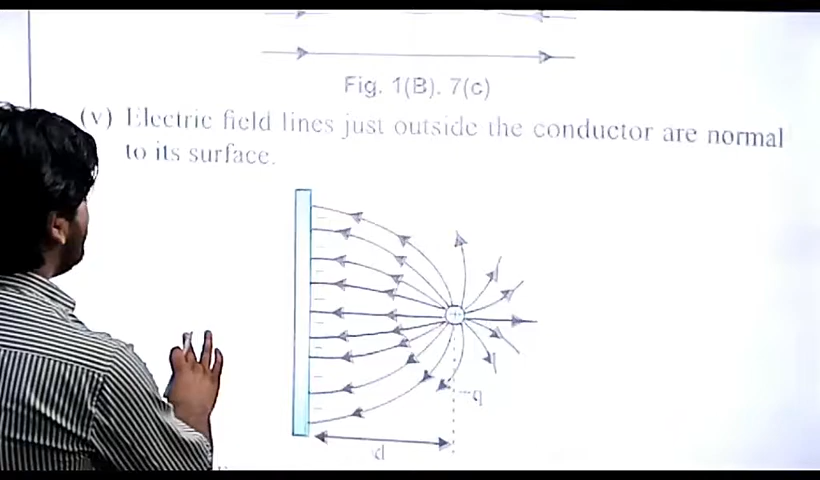 Fig. 1(B). 7(c)
(v) Electric field lines just outside the conductor are normal
to its surface.
+
q
d